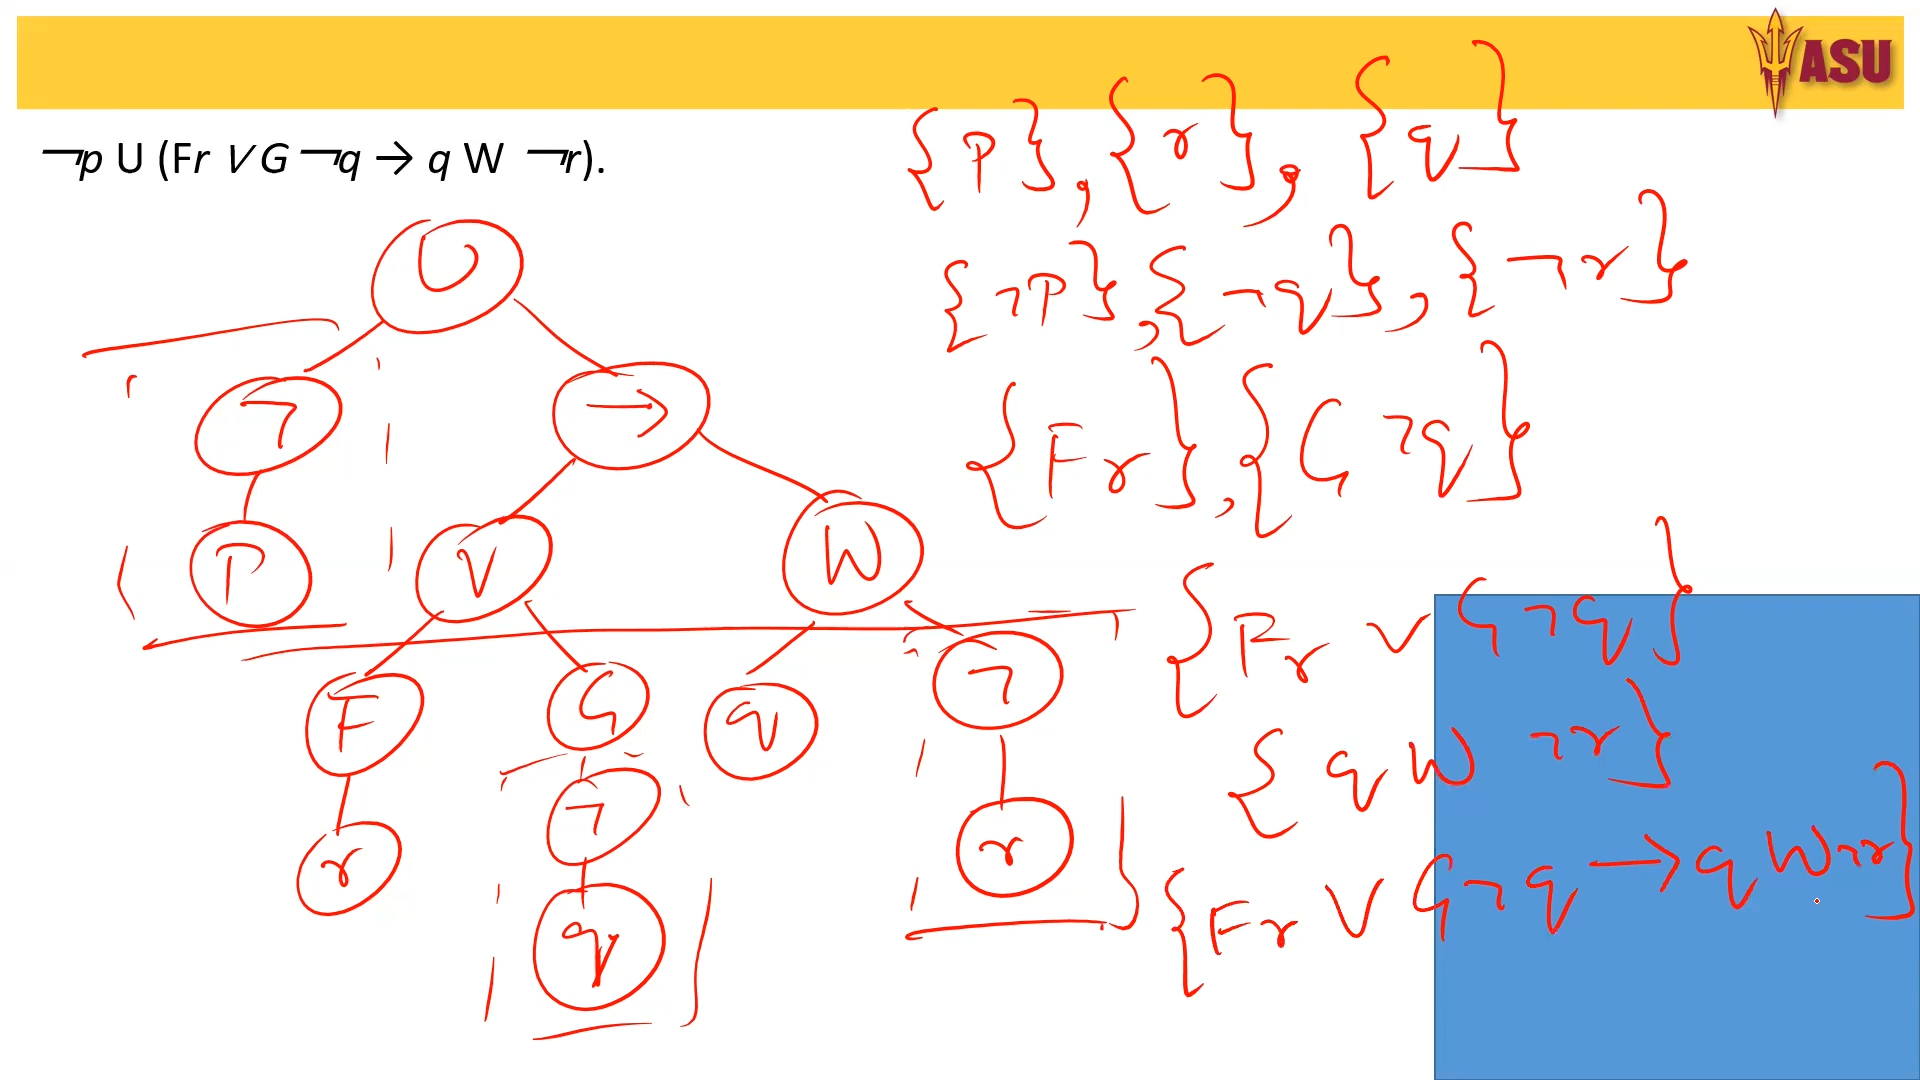 ASU
¬p U (Fr ∨ G ¬q → q W ¬r).
{P}, {r}, {q}
{¬P}, {¬q}, {¬r}
{Fr}, {G ¬q}
{Fr ∨ G¬q}
{q W ¬r}
{Fr ∨ G¬q → q W¬r}
U
¬ →
P V W
F G q ¬
r ¬ r
q